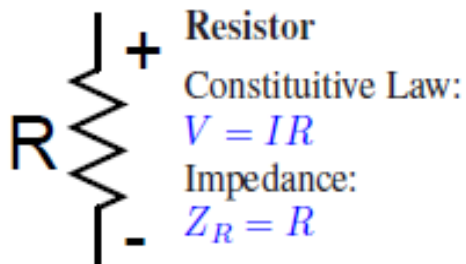 +
Resistor
Constituitive Law:
R
V = IR
Impedance:
-
Z_R = R